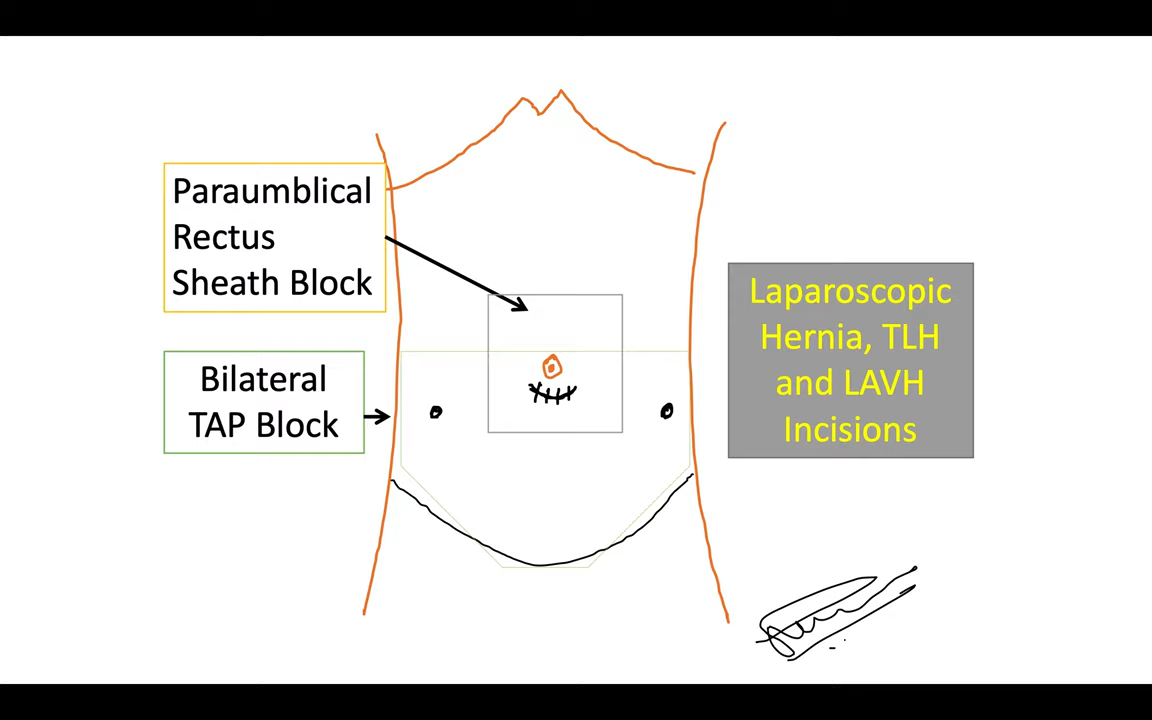 Paraumblical
Rectus
Sheath Block
Bilateral
TAP Block
Laparoscopic
Hernia, TLH
and LAVH
Incisions